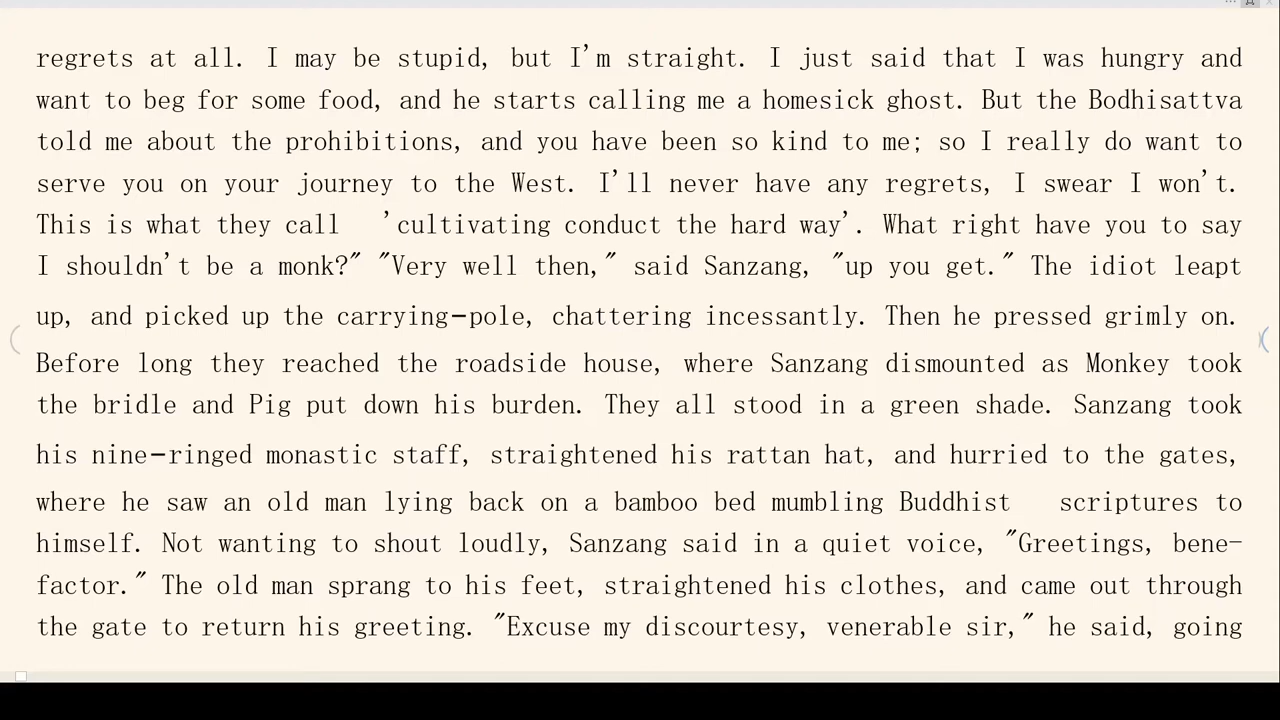 regrets at all. I may be stupid, but I'm straight. I just said that I was hungry and
want to beg for some food, and he starts calling me a homesick ghost. But the Bodhisattva
told me about the prohibitions, and you have been so kind to me; so I really do want to
serve you on your journey to the West. I'll never have any regrets, I swear I won't.
This is what they call 'cultivating conduct the hard way'. What right have you to say
I shouldn't be a monk?" "Very well then," said Sanzang, "up you get." The idiot leapt
up, and picked up the carrying-pole, chattering incessantly. Then he pressed grimly on.
Before long they reached the roadside house, where Sanzang dismounted as Monkey took
the bridle and Pig put down his burden. They all stood in a green shade. Sanzang took
his nine-ringed monastic staff, straightened his rattan hat, and hurried to the gates,
where he saw an old man lying back on a bamboo bed mumbling Buddhist scriptures to
himself. Not wanting to shout loudly, Sanzang said in a quiet voice, "Greetings, bene-
factor." The old man sprang to his feet, straightened his clothes, and came out through
the gate to return his greeting. "Excuse my discourtesy, venerable sir," he said, going